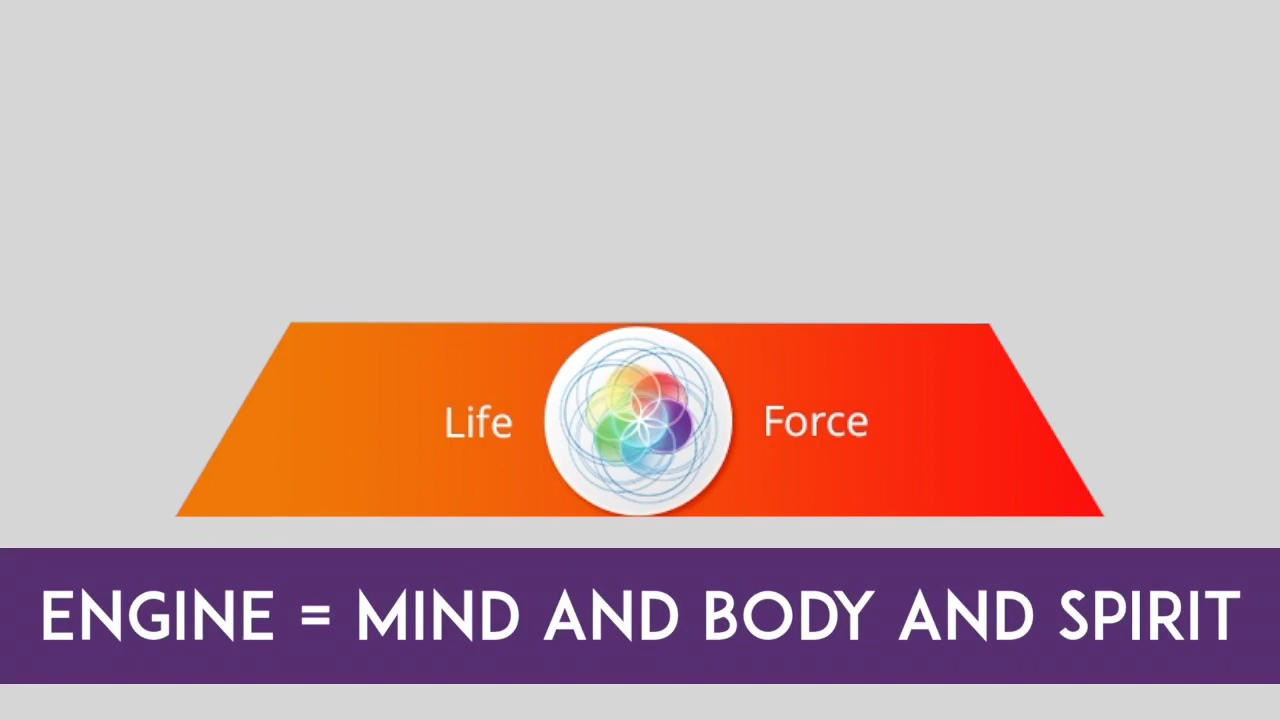 Life Force
ENGINE = MIND AND BODY AND SPIRIT